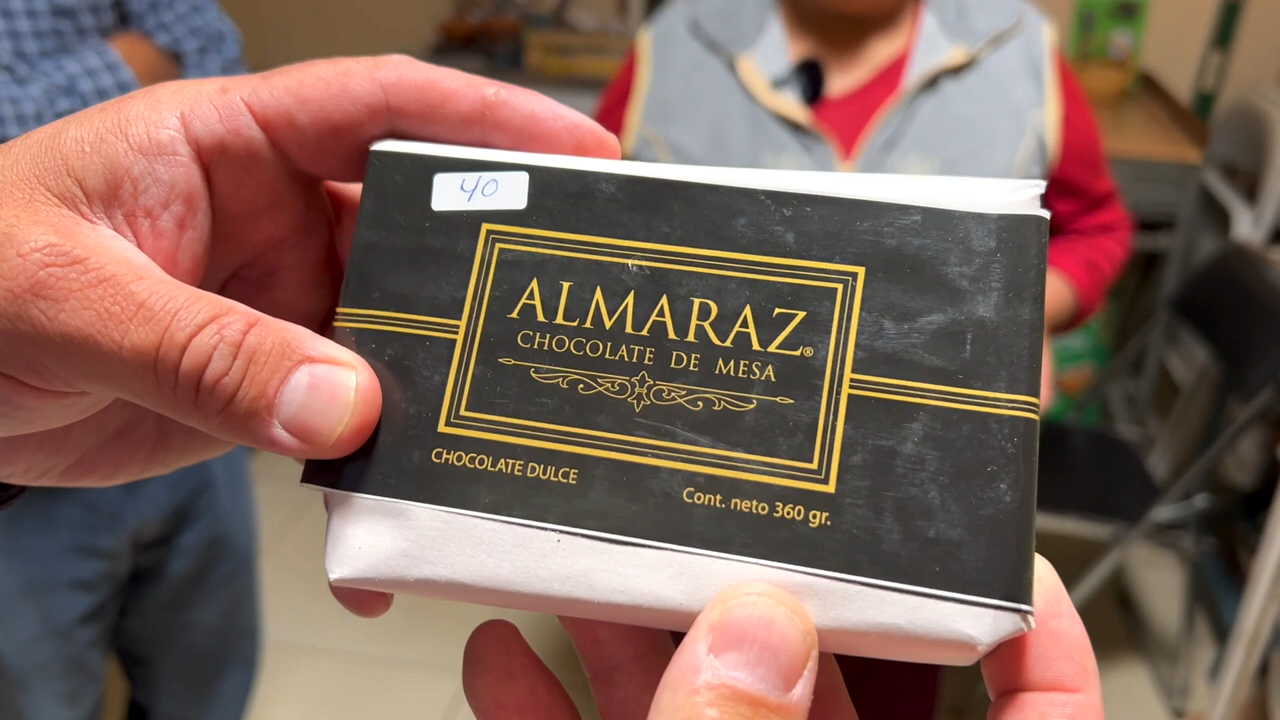 40
ALMARAZ®
CHOCOLATE DE MESA
CHOCOLATE DULCE
Cont. neto 360 gr.